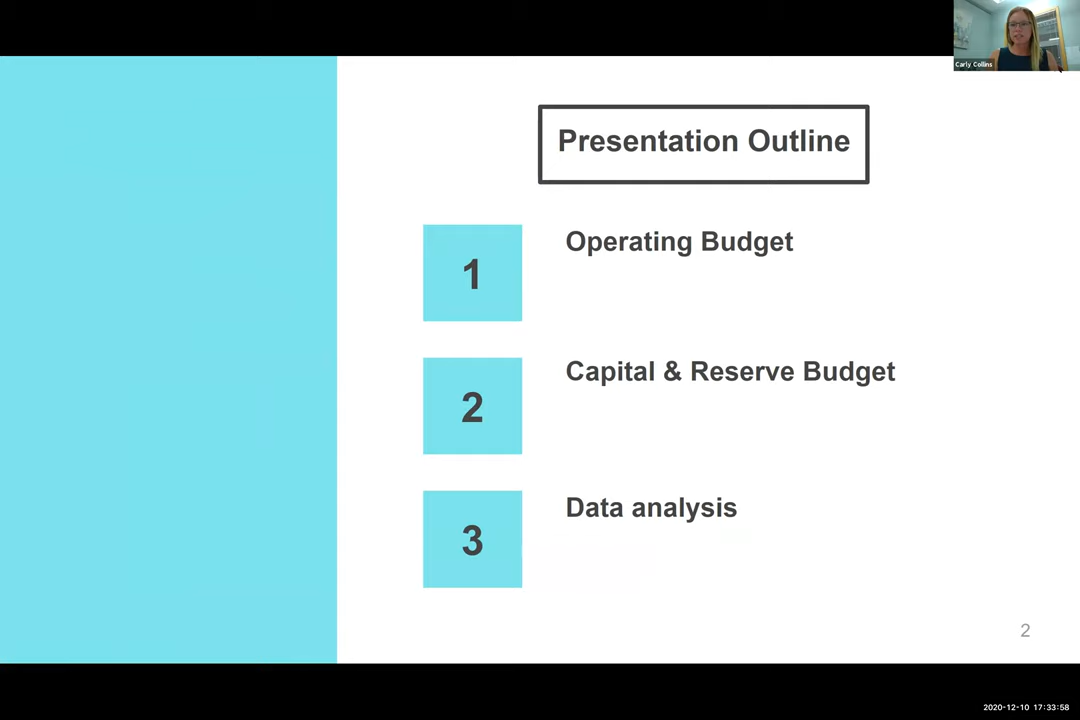 Carly Collins
Presentation Outline
1
Operating Budget
2
Capital & Reserve Budget
3
Data analysis
2
2020-12-10 17:33:58